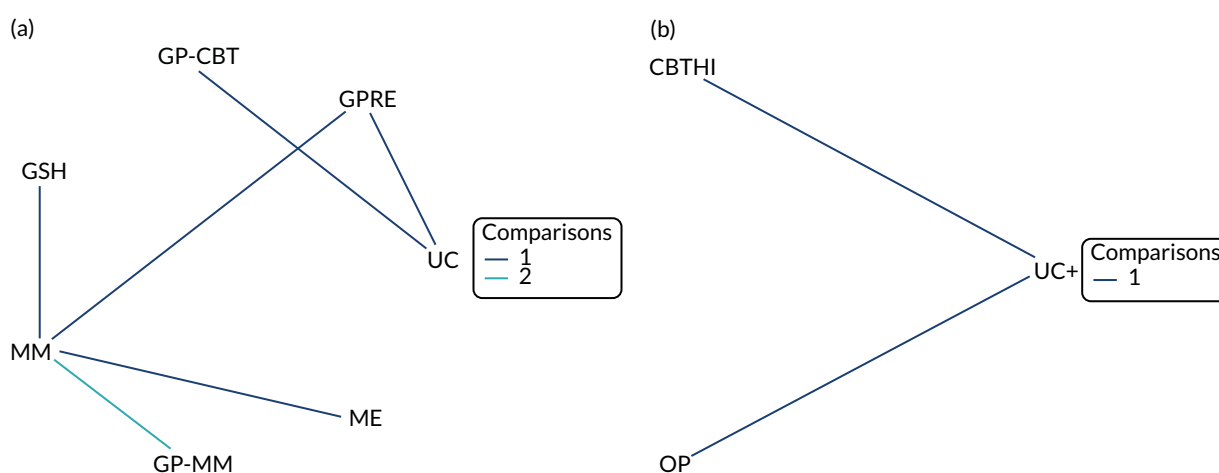 (a)
GP-CBT
GPRE
GSH
UC
Comparisons
1
2
MM
ME
GP-MM
(b)
CBTHI
UC+
Comparisons
1
OP